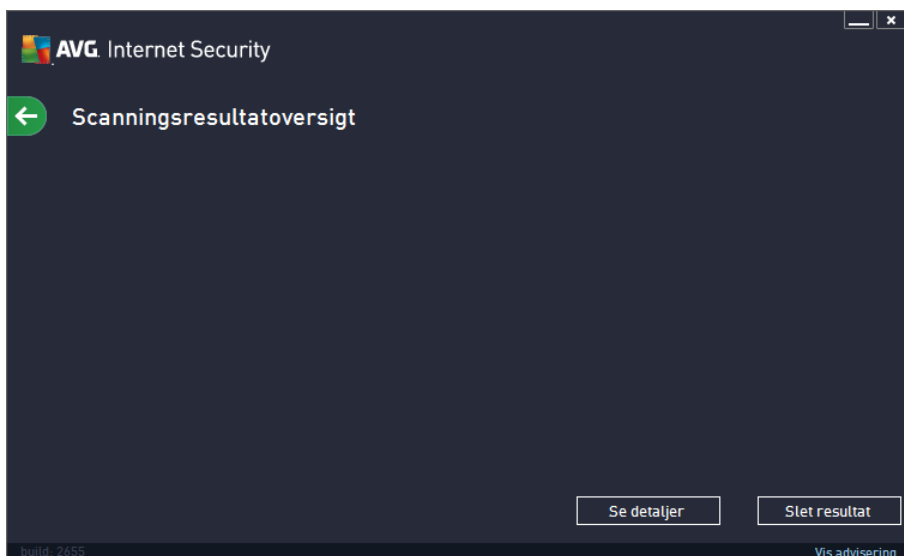 AVG. Internet Security
Scanningsresultatoversigt
Se detaljer
Slet resultat
build: 2655
Vis advisering